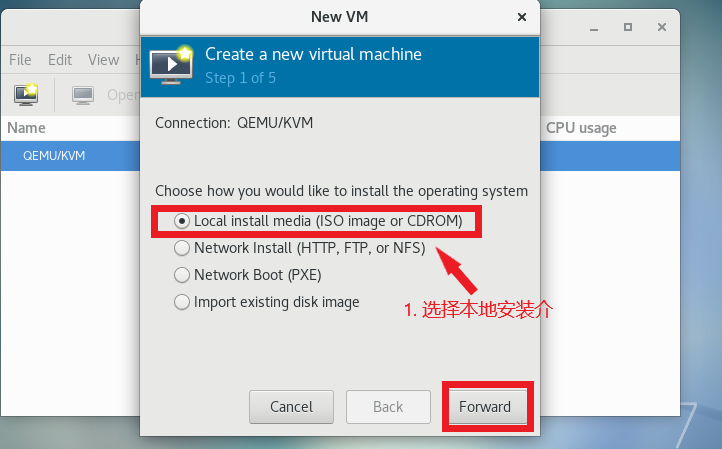 New VM
File Edit View
Create a new virtual machine
Step 1 of 5
Name
CPU usage
Connection: QEMU/KVM
QEMU/KVM
Choose how you would like to install the operating system
Local install media (ISO image or CDROM)
Network Install (HTTP, FTP, or NFS)
Network Boot (PXE)
Import existing disk image
1. 选择本地安装介
Cancel
Back
Forward
7